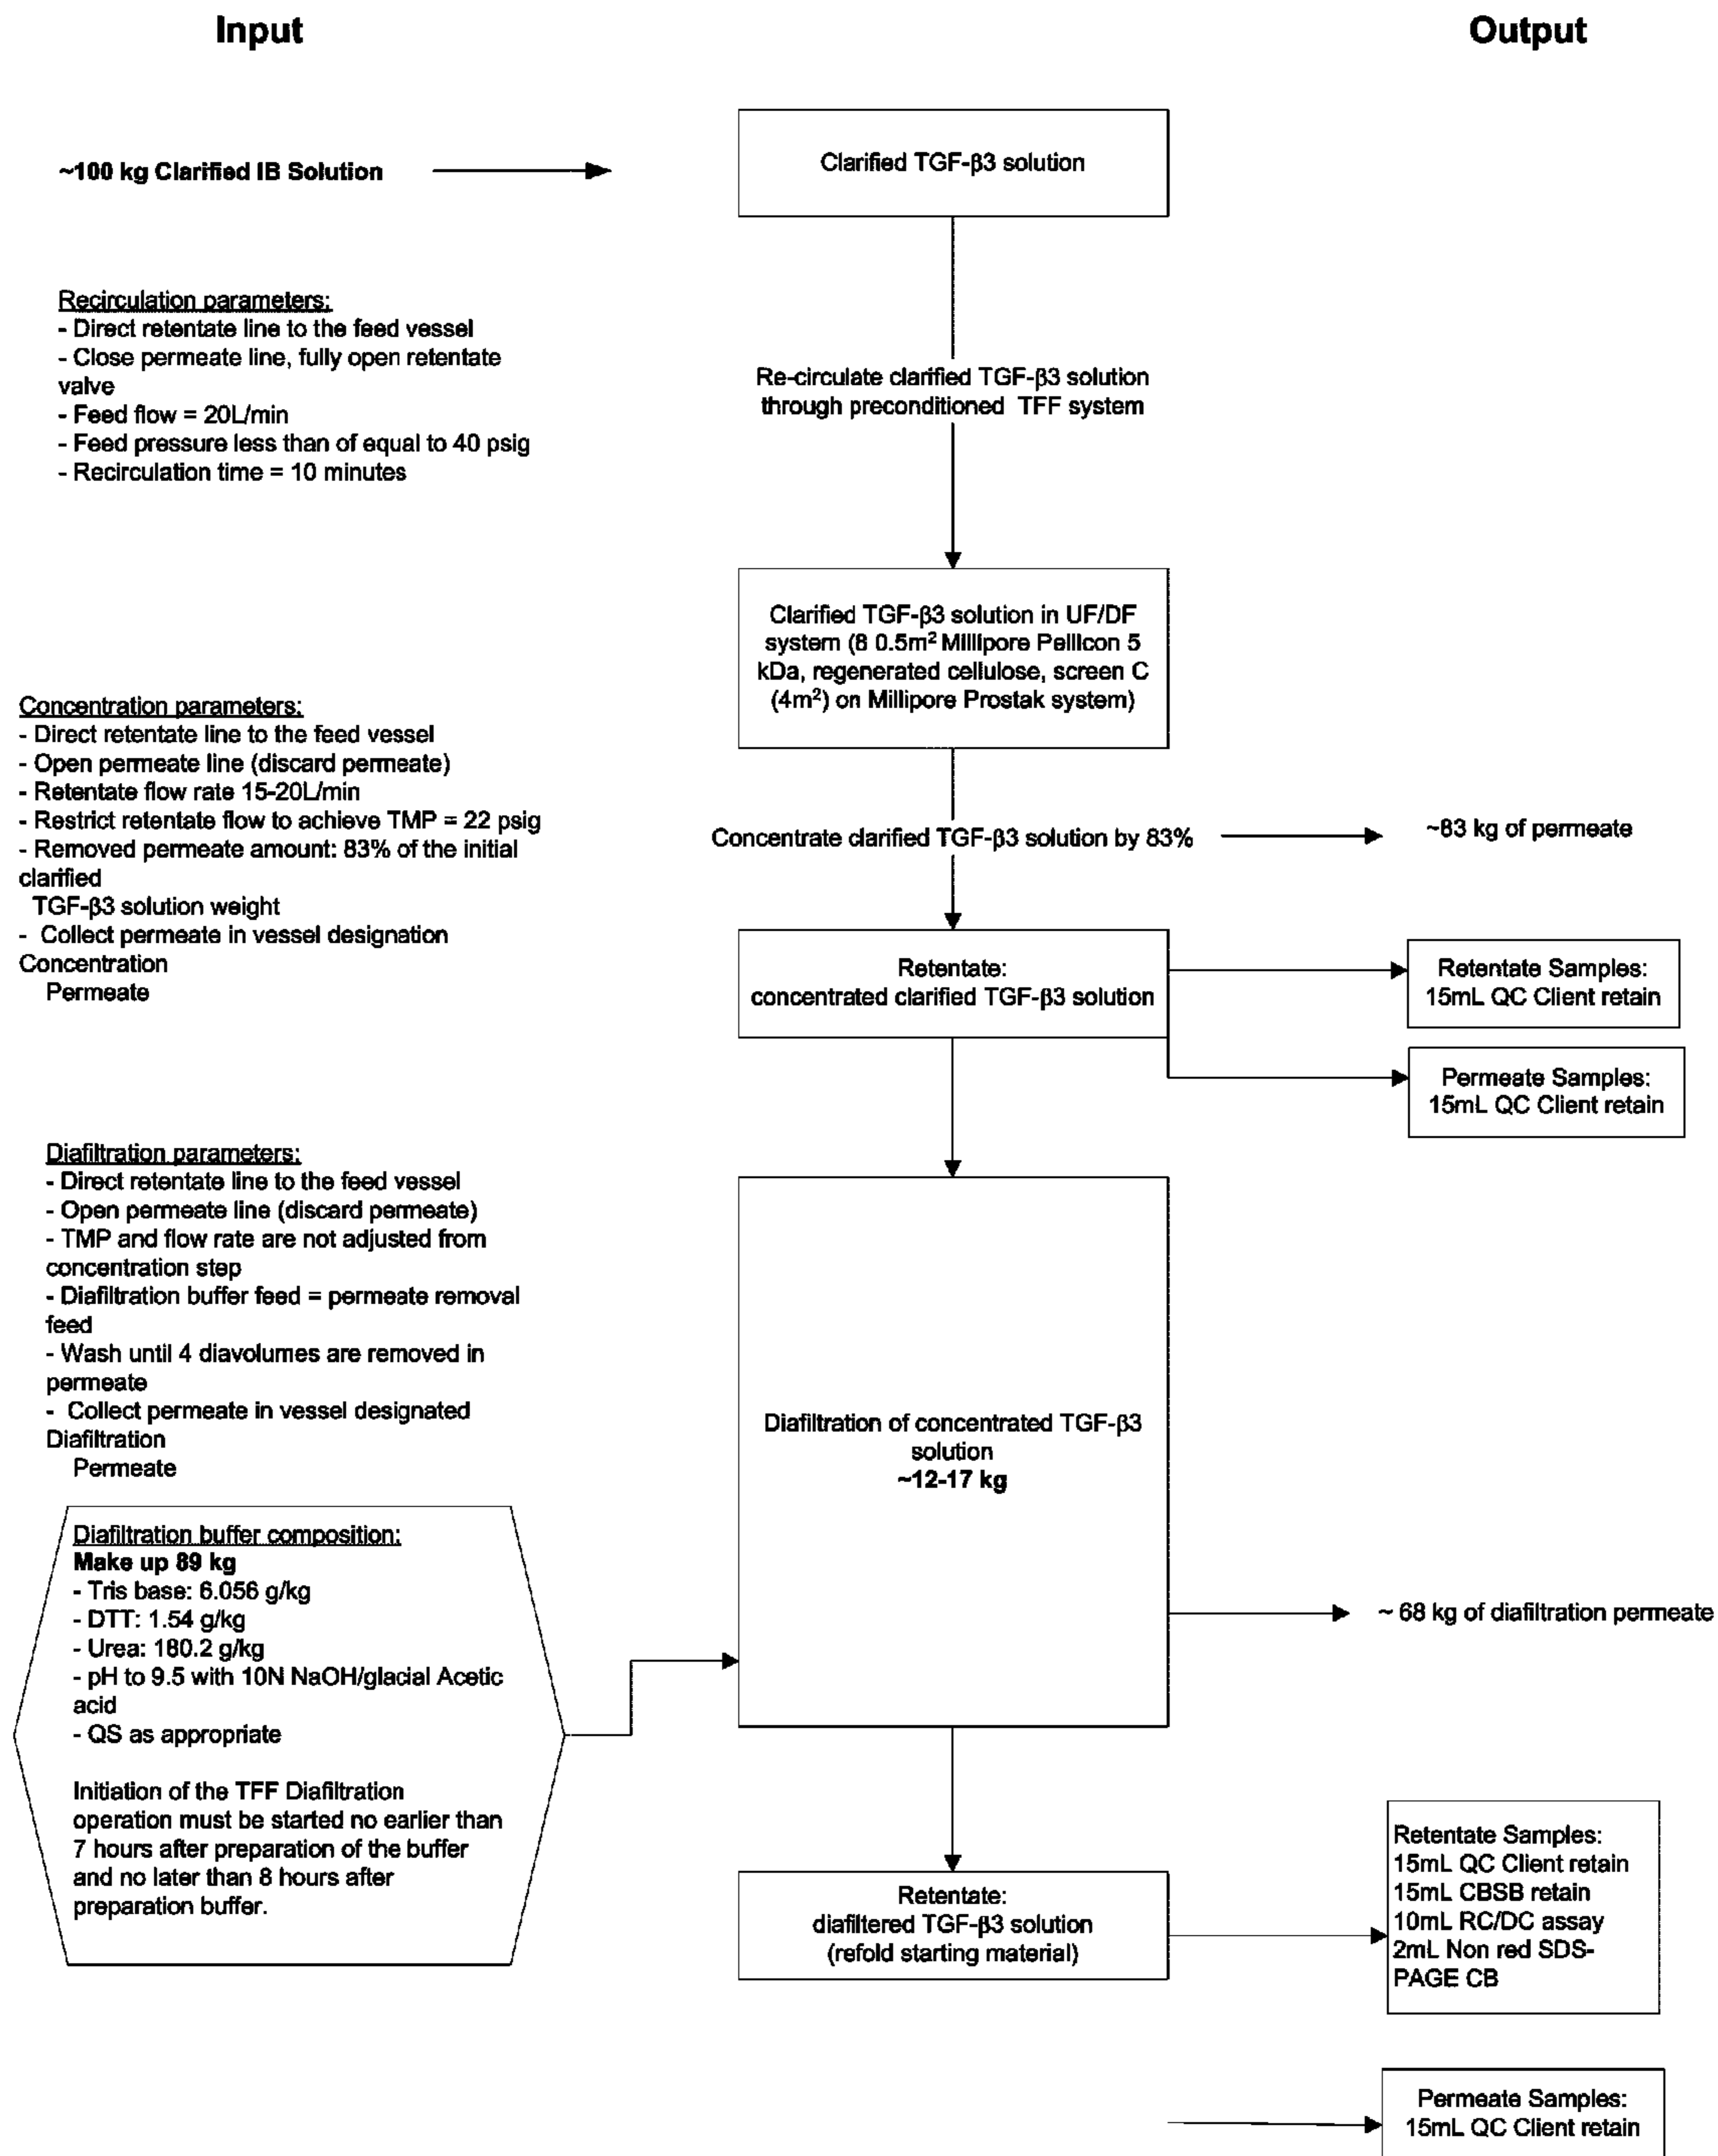 Input
Output
~100 kg Clarified IB Solution
Clarified TGF-β3 solution
Recirculation parameters:
- Direct retentate line to the feed vessel
- Close permeate line, fully open retentate
valve
- Feed flow = 20L/min
- Feed pressure less than of equal to 40 psig
- Recirculation time = 10 minutes
Re-circulate clarified TGF-β3 solution
through preconditioned TFF system
Clarified TGF-β3 solution in UF/DF
system (8 0.5m² Millipore Pellicon 5
kDa, regenerated cellulose, screen C
(4m²) on Millipore Prostak system)
Concentration parameters:
- Direct retentate line to the feed vessel
- Open permeate line (discard permeate)
- Retentate flow rate 15-20L/min
- Restrict retentate flow to achieve TMP = 22 psig
- Removed permeate amount: 83% of the initial
clarified
TGF-β3 solution weight
- Collect permeate in vessel designation
Concentration
Permeate
Concentrate clarified TGF-β3 solution by 83%
~83 kg of permeate
Retentate:
concentrated clarified TGF-β3 solution
Retentate Samples:
15mL QC Client retain
Permeate Samples:
15mL QC Client retain
Diafiltration parameters:
- Direct retentate line to the feed vessel
- Open permeate line (discard permeate)
- TMP and flow rate are not adjusted from
concentration step
- Diafiltration buffer feed = permeate removal
feed
- Wash until 4 diavolumes are removed in
permeate
- Collect permeate in vessel designated
Diafiltration
Permeate
Diafiltration of concentrated TGF-β3
solution
~12-17 kg
Diafiltration buffer composition:
Make up 89 kg
- Tris base: 6.056 g/kg
- DTT: 1.54 g/kg
- Urea: 180.2 g/kg
- pH to 9.5 with 10N NaOH/glacial Acetic
acid
- QS as appropriate
Initiation of the TFF Diafiltration
operation must be started no earlier than
7 hours after preparation of the buffer
and no later than 8 hours after
preparation buffer.
~ 68 kg of diafiltration permeate
Retentate:
diafiltered TGF-β3 solution
(refold starting material)
Retentate Samples:
15mL QC Client retain
15mL CBSB retain
10mL RC/DC assay
2mL Non red SDS-
PAGE CB
Permeate Samples:
15mL QC Client retain